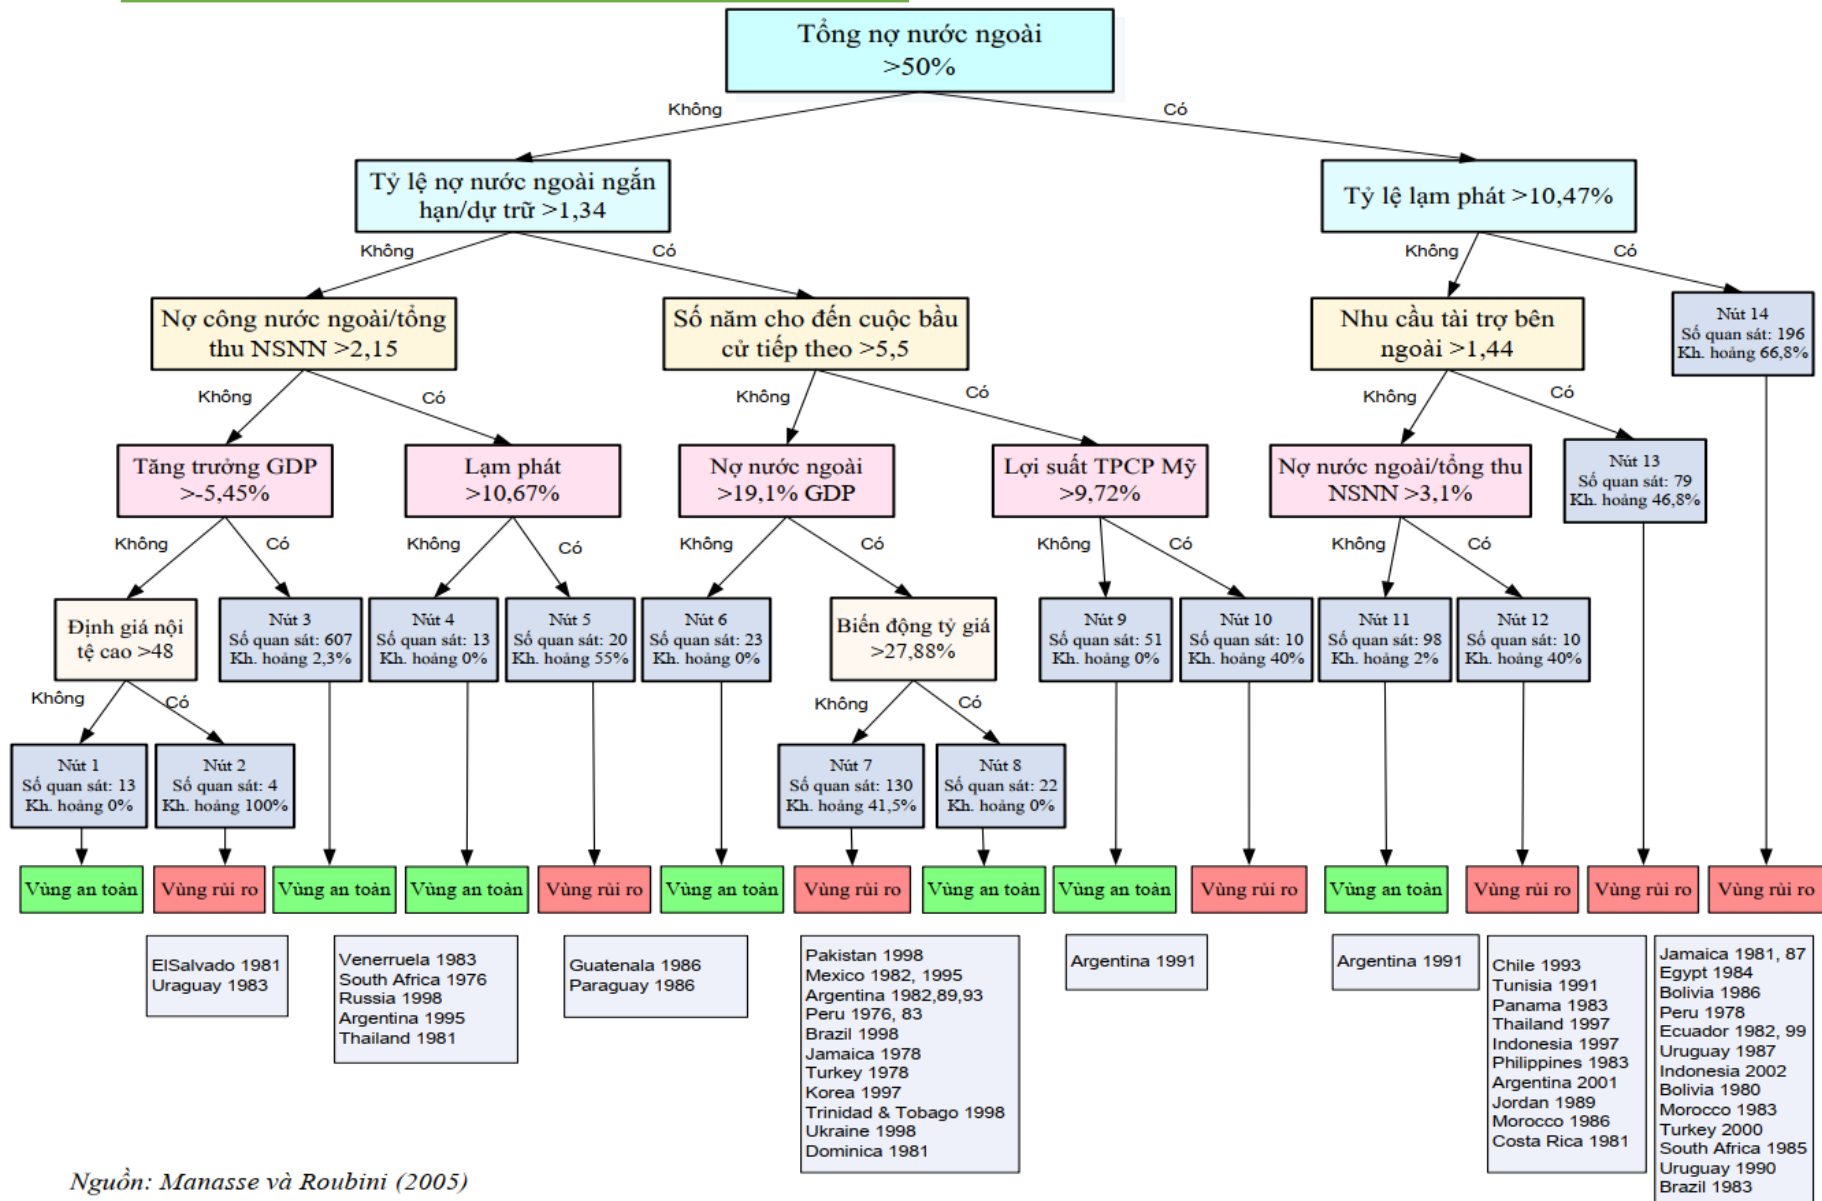 Tổng nợ nước ngoài
>50%
Không
Có
Tỷ lệ nợ nước ngoài ngắn
hạn/dự trữ >1,34
Tỷ lệ lạm phát >10,47%
Không
Có
Không
Có
Nợ công nước ngoài/tổng
thu NSNN >2,15
Số năm cho đến cuộc bầu
cử tiếp theo >5,5
Nhu cầu tài trợ bên
ngoài >1,44
Nút 14
Số quan sát: 196
Kh. hoảng 66,8%
Không
Có
Không
Có
Không
Có
Tăng trưởng GDP
>-5,45%
Lạm phát
>10,67%
Nợ nước ngoài
>19,1% GDP
Lợi suất TPCP Mỹ
>9,72%
Nợ nước ngoài/tổng thu
NSNN >3,1%
Nút 13
Số quan sát: 79
Kh. hoảng 46,8%
Không
Có
Không
Có
Không
Có
Không
Có
Không
Có
Định giá nội
tệ cao >48
Nút 3
Số quan sát: 607
Kh. hoảng 2,3%
Nút 4
Số quan sát: 13
Kh. hoảng 0%
Nút 5
Số quan sát: 20
Kh. hoảng 55%
Nút 6
Số quan sát: 23
Kh. hoảng 0%
Biến động tỷ giá
>27,88%
Nút 9
Số quan sát: 51
Kh. hoảng 0%
Nút 10
Số quan sát: 10
Kh. hoảng 40%
Nút 11
Số quan sát: 98
Kh. hoảng 2%
Nút 12
Số quan sát: 10
Kh. hoảng 40%
Không
Có
Không
Có
Nút 1
Số quan sát: 13
Kh. hoảng 0%
Nút 2
Số quan sát: 4
Kh. hoảng 100%
Nút 7
Số quan sát: 130
Kh. hoảng 41,5%
Nút 8
Số quan sát: 22
Kh. hoảng 0%
Vùng an toàn
Vùng rủi ro
Vùng an toàn
Vùng an toàn
Vùng rủi ro
Vùng an toàn
Vùng rủi ro
Vùng an toàn
Vùng an toàn
Vùng rủi ro
Vùng an toàn
Vùng rủi ro
Vùng rủi ro
Vùng rủi ro
ElSalvado 1981
Uraguay 1983
Venerruela 1983
South Africa 1976
Russia 1998
Argentina 1995
Thailand 1981
Guatenala 1986
Paraguay 1986
Pakistan 1998
Mexico 1982, 1995
Argentina 1982,89,93
Peru 1976, 83
Brazil 1998
Jamaica 1978
Turkey 1978
Korea 1997
Trinidad & Tobago 1998
Ukraine 1998
Dominica 1981
Argentina 1991
Argentina 1991
Chile 1993
Tunisia 1991
Panama 1983
Thailand 1997
Indonesia 1997
Philippines 1983
Argentina 2001
Jordan 1989
Morocco 1986
Costa Rica 1981
Jamaica 1981, 87
Egypt 1984
Bolivia 1986
Peru 1978
Ecuador 1982, 99
Uruguay 1987
Indonesia 2002
Bolivia 1980
Morocco 1983
Turkey 2000
South Africa 1985
Uruguay 1990
Brazil 1983
Nguồn: Manasse và Roubini (2005)